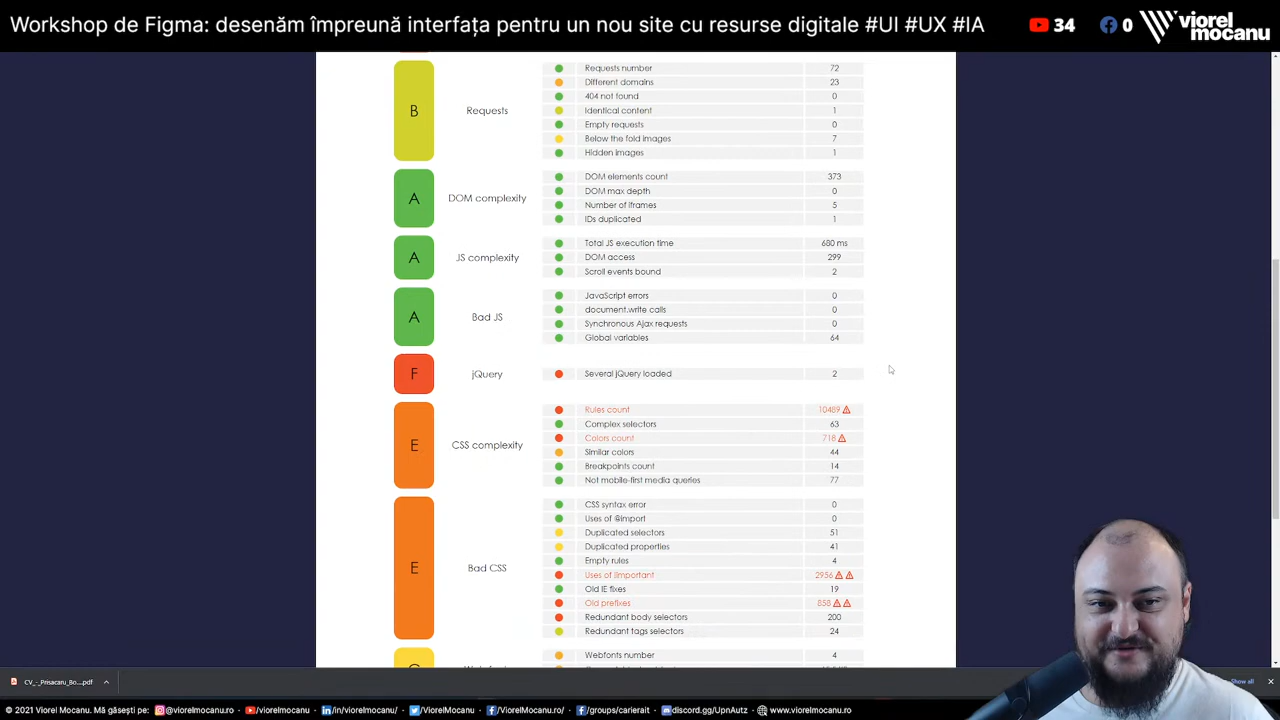 Workshop de Figma: desenăm împreună interfața pentru un nou site cu resurse digitale #UI #UX #IA
34
0
viorel mocanu
B
Requests
Requests number 72
Different domains 23
404 not found 0
Identical content 1
Empty requests 0
Below the fold images 7
Hidden images 1
A
DOM complexity
DOM elements count 373
DOM max depth 0
Number of iframes 5
IDs duplicated 1
A
JS complexity
Total JS execution time 680 ms
DOM access 299
Scroll events bound 2
A
Bad JS
JavaScript errors 0
document.write calls 0
Synchronous Ajax requests 0
Global variables 64
F
jQuery
Several jQuery loaded 2
E
CSS complexity
Rules count 10489
Complex selectors 63
Colors count 718
Similar colors 44
Breakpoints count 14
Not mobile-first media queries 77
E
Bad CSS
CSS syntax error 0
Uses of @import 0
Duplicated selectors 51
Duplicated properties 41
Empty rules 4
Uses of !important 2956
Old IE fixes 19
Old prefixes 858
Redundant body selectors 200
Redundant tags selectors 24
Webfonts number 4
CV_-_Prisacaru_Bo....pdf
Show all
© 2021 Viorel Mocanu. Mă găsești pe: @viorelmocanu.ro /viorelmocanu /in/viorelmocanu/ /ViorelMocanu /ViorelMocanu.ro/ /groups/carierait discord.gg/UpnAutz www.viorelmocanu.ro